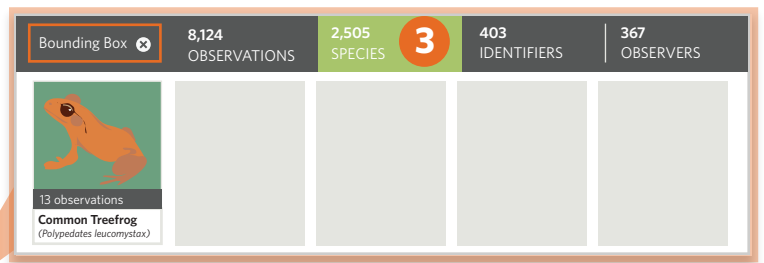 Bounding Box
8,124
OBSERVATIONS
2,505
SPECIES
3
403
IDENTIFIERS
367
OBSERVERS
13 observations
Common Treefrog
(Polypedates leucomystax)